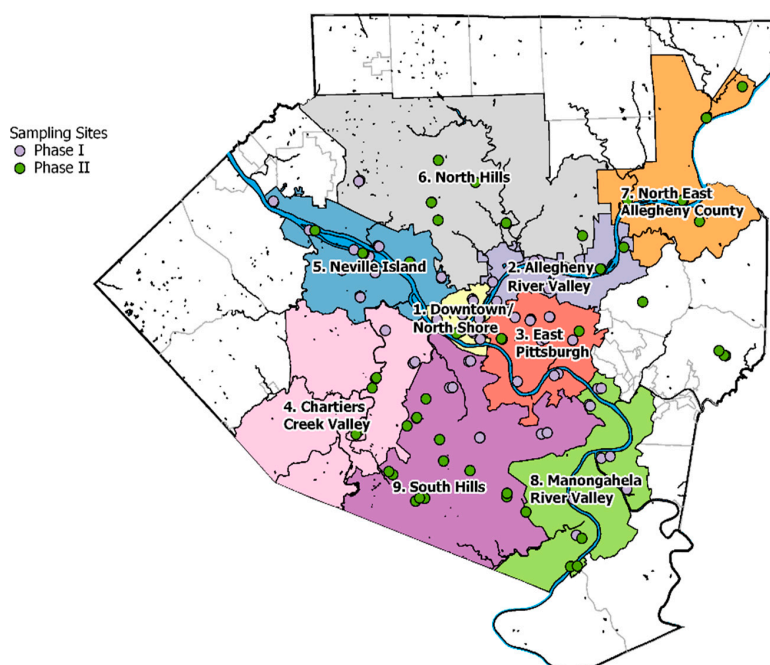 Sampling Sites
Phase I
Phase II
6. North Hills
7. North East
Allegheny County
5. Neville Island
2. Allegheny
River Valley
1. Downtown/
North Shore
3. East
Pittsburgh
4. Chartiers
Creek Valley
9. South Hills
8. Manongahela
River Valley